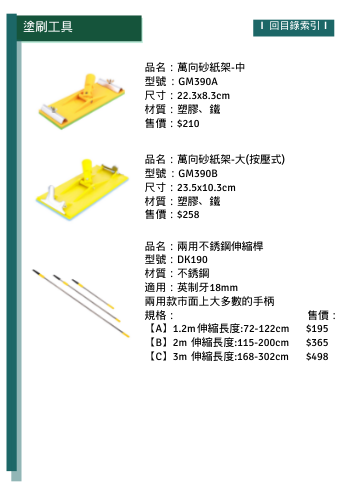 塗刷工具
回目錄索引
品名：萬向砂紙架-中
型號：GM390A
尺寸：22.3x8.3cm
材質：塑膠、鐵
售價：$210
品名：萬向砂紙架-大(按壓式)
型號：GM390B
尺寸：23.5x10.3cm
材質：塑膠、鐵
售價：$258
品名：兩用不銹鋼伸縮桿
型號：DK190
材質：不銹鋼
適用：英制牙18mm
兩用款市面上大多數的手柄
規格： 售價：
【A】1.2m伸縮長度:72-122cm $195
【B】2m 伸縮長度:115-200cm $365
【C】3m 伸縮長度:168-302cm $498